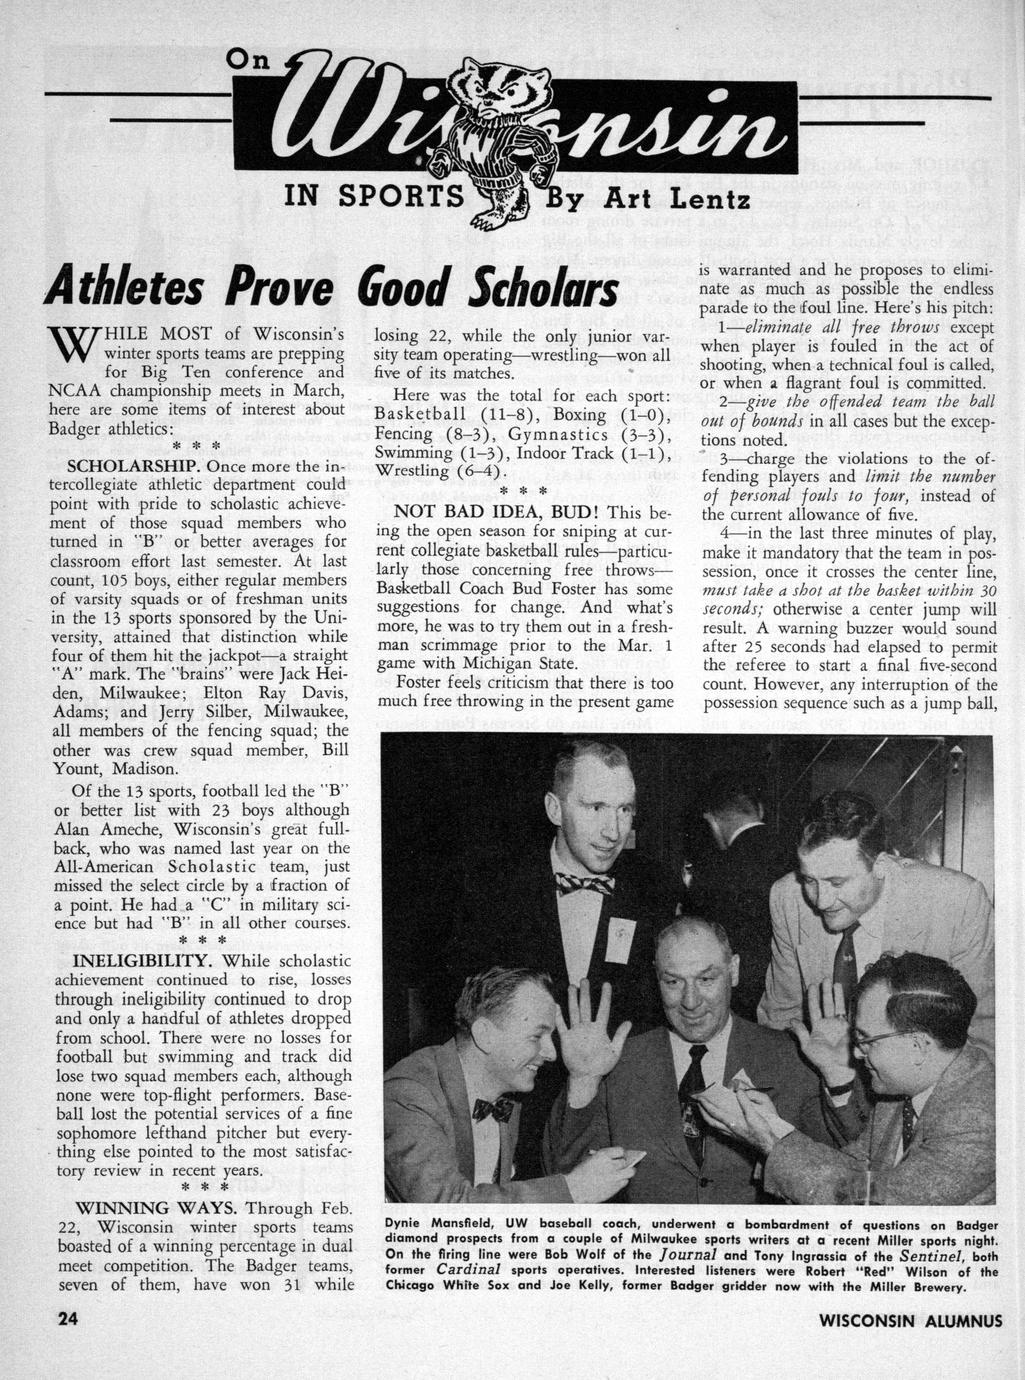 On
Wisconsin
W
IN SPORTS By Art Lentz
Athletes Prove Good Scholars
WHILE MOST of Wisconsin's
winter sports teams are prepping
for Big Ten conference and
NCAA championship meets in March,
here are some items of interest about
Badger athletics:
* * *
SCHOLARSHIP. Once more the in-
tercollegiate athletic department could
point with pride to scholastic achieve-
ment of those squad members who
turned in "B" or better averages for
classroom effort last semester. At last
count, 105 boys, either regular members
of varsity squads or of freshman units
in the 13 sports sponsored by the Uni-
versity, attained that distinction while
four of them hit the jackpot—a straight
"A" mark. The "brains" were Jack Hei-
den, Milwaukee; Elton Ray Davis,
Adams; and Jerry Silber, Milwaukee,
all members of the fencing squad; the
other was crew squad member, Bill
Yount, Madison.
Of the 13 sports, football led the "B"
or better list with 23 boys although
Alan Ameche, Wisconsin's great full-
back, who was named last year on the
All-American Scholastic team, just
missed the select circle by a fraction of
a point. He had a "C" in military sci-
ence but had "B" in all other courses.
* * *
INELIGIBILITY. While scholastic
achievement continued to rise, losses
through ineligibility continued to drop
and only a handful of athletes dropped
from school. There were no losses for
football but swimming and track did
lose two squad members each, although
none were top-flight performers. Base-
ball lost the potential services of a fine
sophomore lefthand pitcher but every-
thing else pointed to the most satisfac-
tory review in recent years.
* * *
WINNING WAYS. Through Feb.
22, Wisconsin winter sports teams
boasted of a winning percentage in dual
meet competition. The Badger teams,
seven of them, have won 31 while
losing 22, while the only junior var-
sity team operating—wrestling—won all
five of its matches.
Here was the total for each sport:
Basketball (11–8), Boxing (1–0),
Fencing (8–3), Gymnastics (3–3),
Swimming (1–3), Indoor Track (1–1),
Wrestling (6–4).
* * *
NOT BAD IDEA, BUD! This be-
ing the open season for sniping at cur-
rent collegiate basketball rules—particu-
larly those concerning free throws—
Basketball Coach Bud Foster has some
suggestions for change. And what's
more, he was to try them out in a fresh-
man scrimmage prior to the Mar. 1
game with Michigan State.
Foster feels criticism that there is too
much free throwing in the present game
is warranted and he proposes to elimi-
nate as much as possible the endless
parade to the foul line. Here's his pitch:
1—eliminate all free throws except
when player is fouled in the act of
shooting, when a technical foul is called,
or when a flagrant foul is committed.
2—give the offended team the ball
out of bounds in all cases but the excep-
tions noted.
3—charge the violations to the of-
fending players and limit the number
of personal fouls to four, instead of
the current allowance of five.
4—in the last three minutes of play,
make it mandatory that the team in pos-
session, once it crosses the center line,
must take a shot at the basket within 30
seconds; otherwise a center jump will
result. A warning buzzer would sound
after 25 seconds had elapsed to permit
the referee to start a final five-second
count. However, any interruption of the
possession sequence such as a jump ball,
Dynie Mansfield, UW baseball coach, underwent a bombardment of questions on Badger
diamond prospects from a couple of Milwaukee sports writers at a recent Miller sports night.
On the firing line were Bob Wolf of the Journal and Tony Ingrassia of the Sentinel, both
former Cardinal sports operatives. Interested listeners were Robert "Red" Wilson of the
Chicago White Sox and Joe Kelly, former Badger gridder now with the Miller Brewery.
24
WISCONSIN ALUMNUS